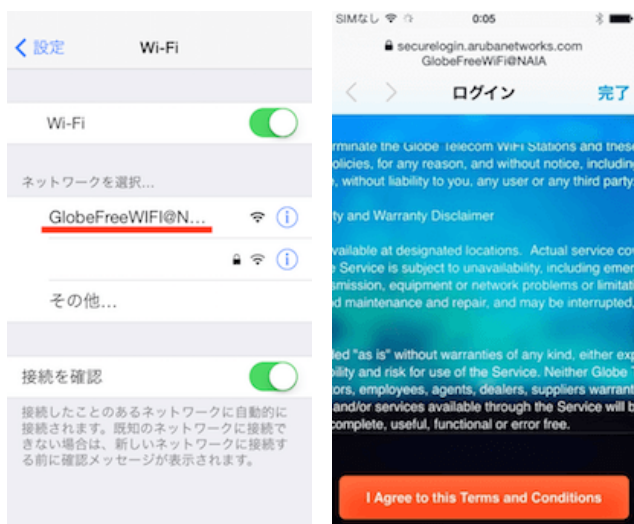 設定
Wi-Fi
Wi-Fi
ネットワークを選択...
GlobeFreeWIFI@N...
その他...
接続を確認
接続したことのあるネットワークに自動的に
接続されます。既知のネットワークに接続で
きない場合は、新しいネットワークに接続す
る前に確認メッセージが表示されます。
SIMなし
0:05
securelogin.arubanetworks.com
GlobeFreeWiFi@NAIA
ログイン
完了
rminate the Globe Telecom WiFi Stations and these
olicies, for any reason, and without notice, including
, without liability to you, any user or any third party.
ty and Warranty Disclaimer
vailable at designated locations. Actual service cov
Service is subject to unavailability, including emer
smission, equipment or network problems or limitati
d maintenance and repair, and may be interrupted,
ed "as is" without warranties of any kind, either exp
ility and risk for use of the Service. Neither Globe T
ors, employees, agents, dealers, suppliers warrant
and/or services available through the Service will b
complete, useful, functional or error free.
I Agree to this Terms and Conditions